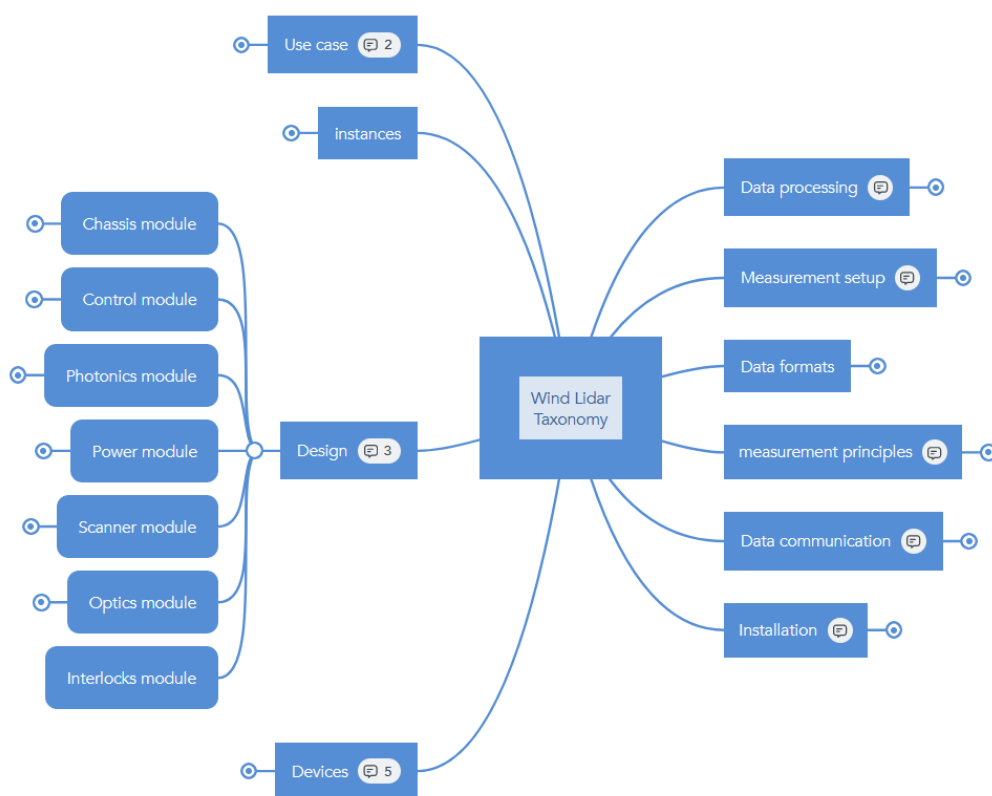 Use case 2
instances
Chassis module
Control module
Photonics module
Power module
Scanner module
Optics module
Interlocks module
Design 3
Devices 5
Wind Lidar
Taxonomy
Data processing
Measurement setup
Data formats
measurement principles
Data communication
Installation